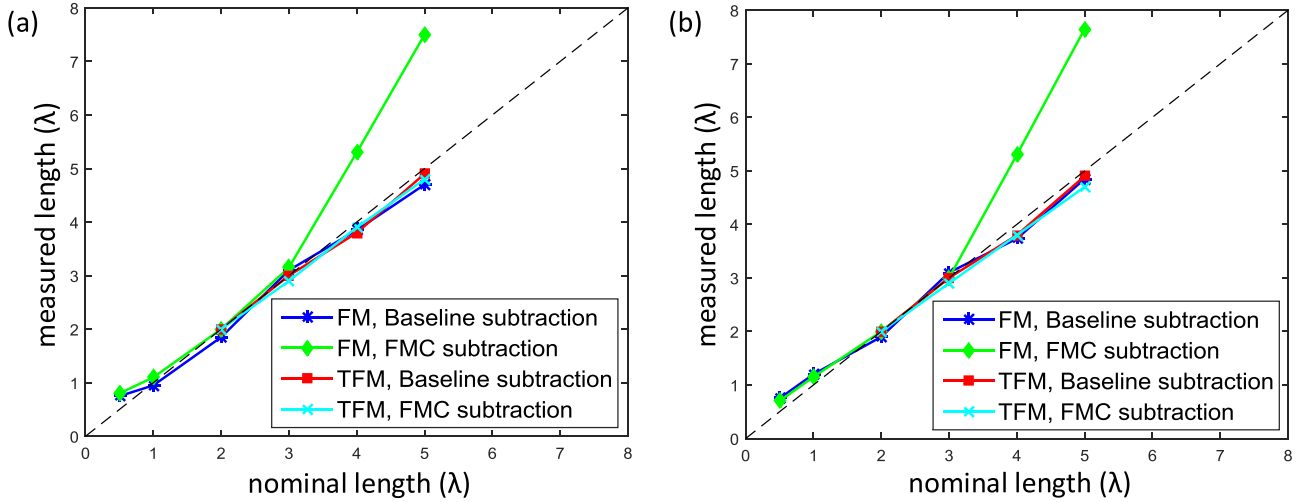 (a)
8
7
6
5
4
3
2
1
0
measured length (λ)
FM, Baseline subtraction
FM, FMC subtraction
TFM, Baseline subtraction
TFM, FMC subtraction
0 1 2 3 4 5 6 7 8
nominal length (λ)
(b)
8
7
6
5
4
3
2
1
0
measured length (λ)
FM, Baseline subtraction
FM, FMC subtraction
TFM, Baseline subtraction
TFM, FMC subtraction
0 1 2 3 4 5 6 7 8
nominal length (λ)